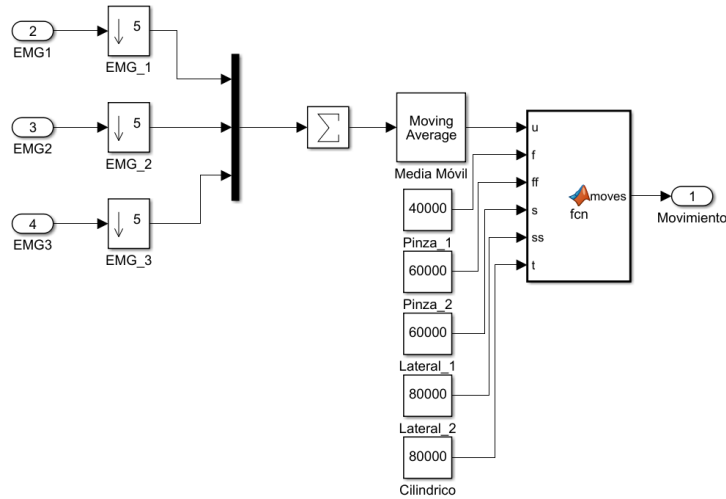 2
EMG1
5
EMG_1
3
EMG2
5
EMG_2
4
EMG3
5
EMG_3
Σ
Moving
Average
Media Móvil
40000
Pinza_1
60000
Pinza_2
60000
Lateral_1
80000
Lateral_2
80000
Cilindrico
u
f
ff
s
ss
t
moves
fcn
1
Movimiento